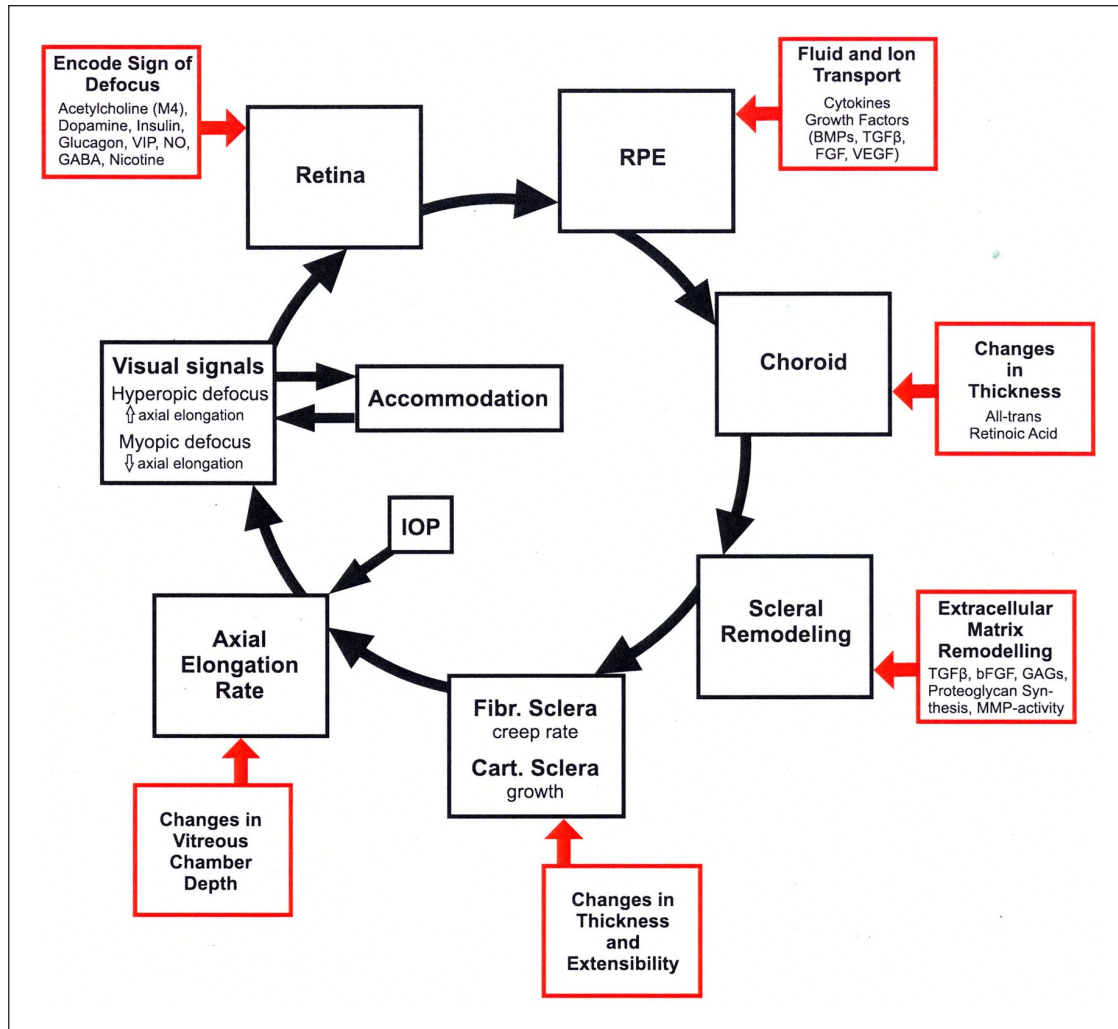 Encode Sign of
Defocus
Acetylcholine (M4),
Dopamine, Insulin,
Glucagon, VIP, NO,
GABA, Nicotine
Retina
RPE
Fluid and Ion
Transport
Cytokines
Growth Factors
(BMPs, TGFβ,
FGF, VEGF)
Choroid
Changes
in
Thickness
All-trans
Retinoic Acid
Visual signals
Hyperopic defocus
⇧ axial elongation
Myopic defocus
⇩ axial elongation
Accommodation
IOP
Scleral
Remodeling
Extracellular
Matrix
Remodelling
TGFβ, bFGF, GAGs,
Proteoglycan Syn-
thesis, MMP-activity
Axial
Elongation
Rate
Fibr. Sclera
creep rate
Cart. Sclera
growth
Changes in
Vitreous
Chamber
Depth
Changes in
Thickness
and
Extensibility